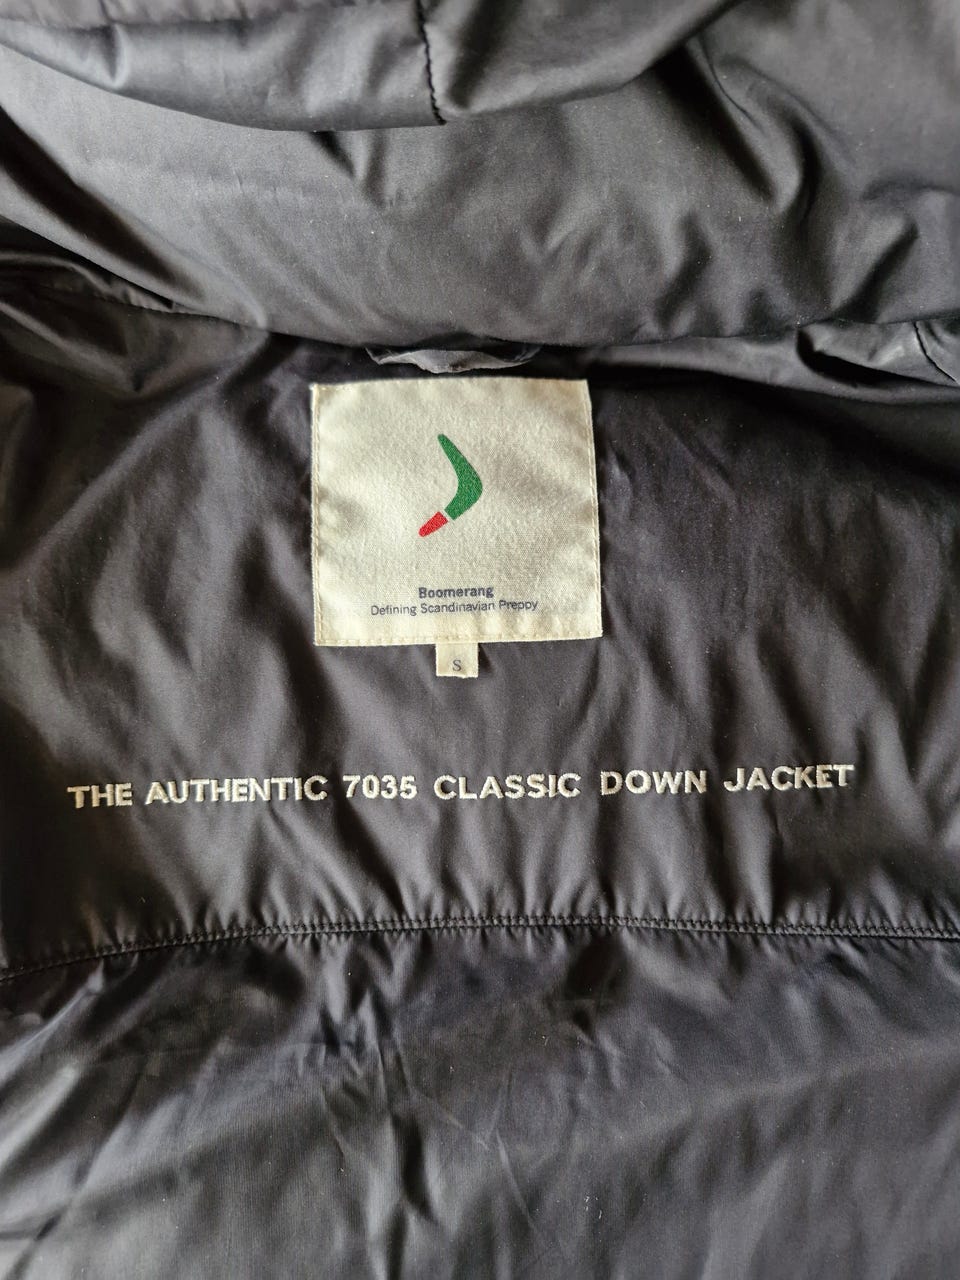 Boomerang
Defining Scandinavian Preppy
S
THE AUTHENTIC 7035 CLASSIC DOWN JACKET